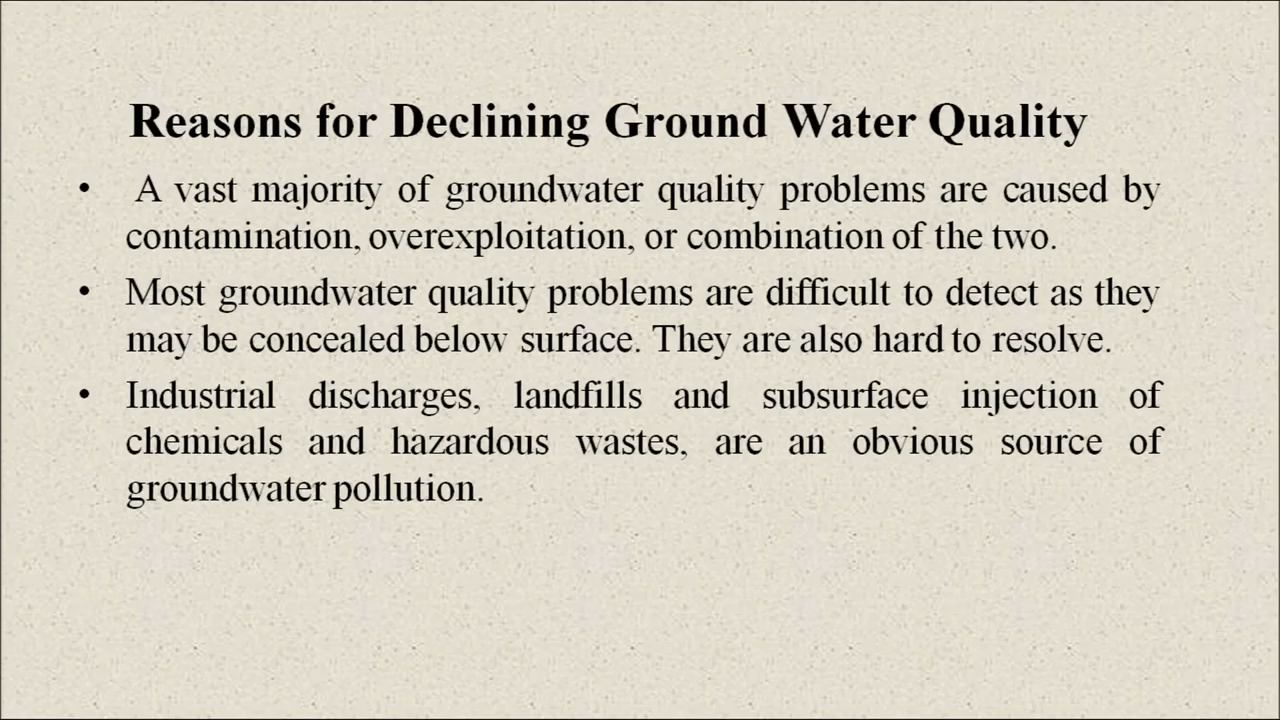 Reasons for Declining Ground Water Quality
• A vast majority of groundwater quality problems are caused by
contamination, overexploitation, or combination of the two.
• Most groundwater quality problems are difficult to detect as they
may be concealed below surface. They are also hard to resolve.
• Industrial discharges, landfills and subsurface injection of
chemicals and hazardous wastes, are an obvious source of
groundwater pollution.